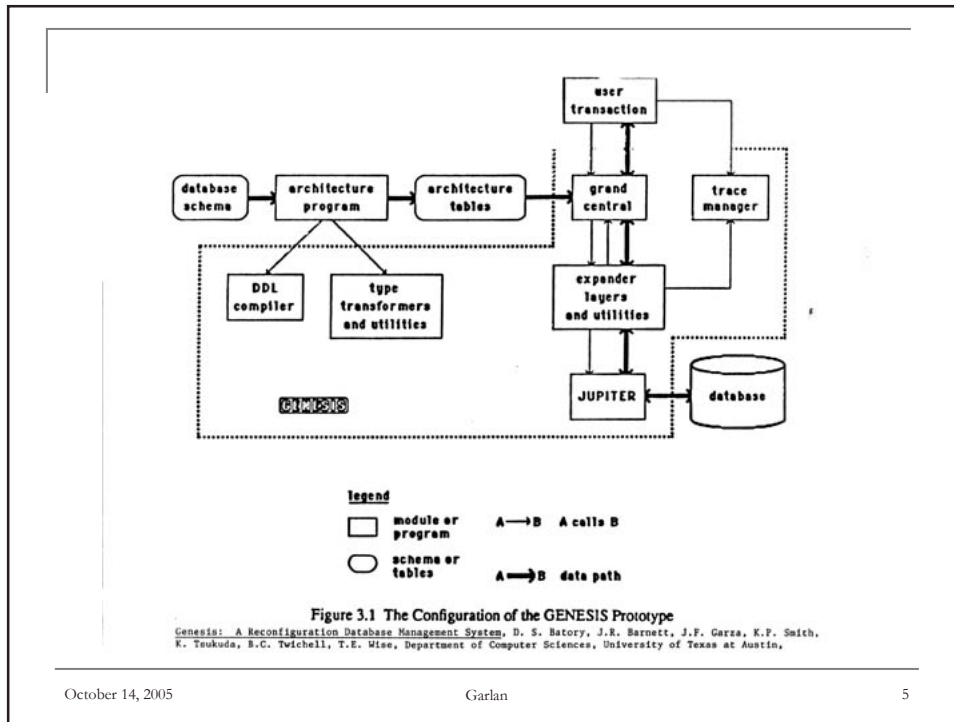 user
transaction
database
schema
architecture
program
architecture
tables
grand
central
trace
manager
DDL
compiler
type
transformers
and utilities
expander
layers
and utilities
GENESIS
JUPITER
database
legend
module or
program
A B A calls B
schema or
tables
A B data path
Figure 3.1 The Configuration of the GENESIS Prototype
Genesis: A Reconfiguration Database Management System, D. S. Batory, J.R. Barnett, J.F. Garza, K.P. Smith,
K. Tsukuda, B.C. Twichell, T.E. Wise, Department of Computer Sciences, University of Texas at Austin,
October 14, 2005
Garlan
5